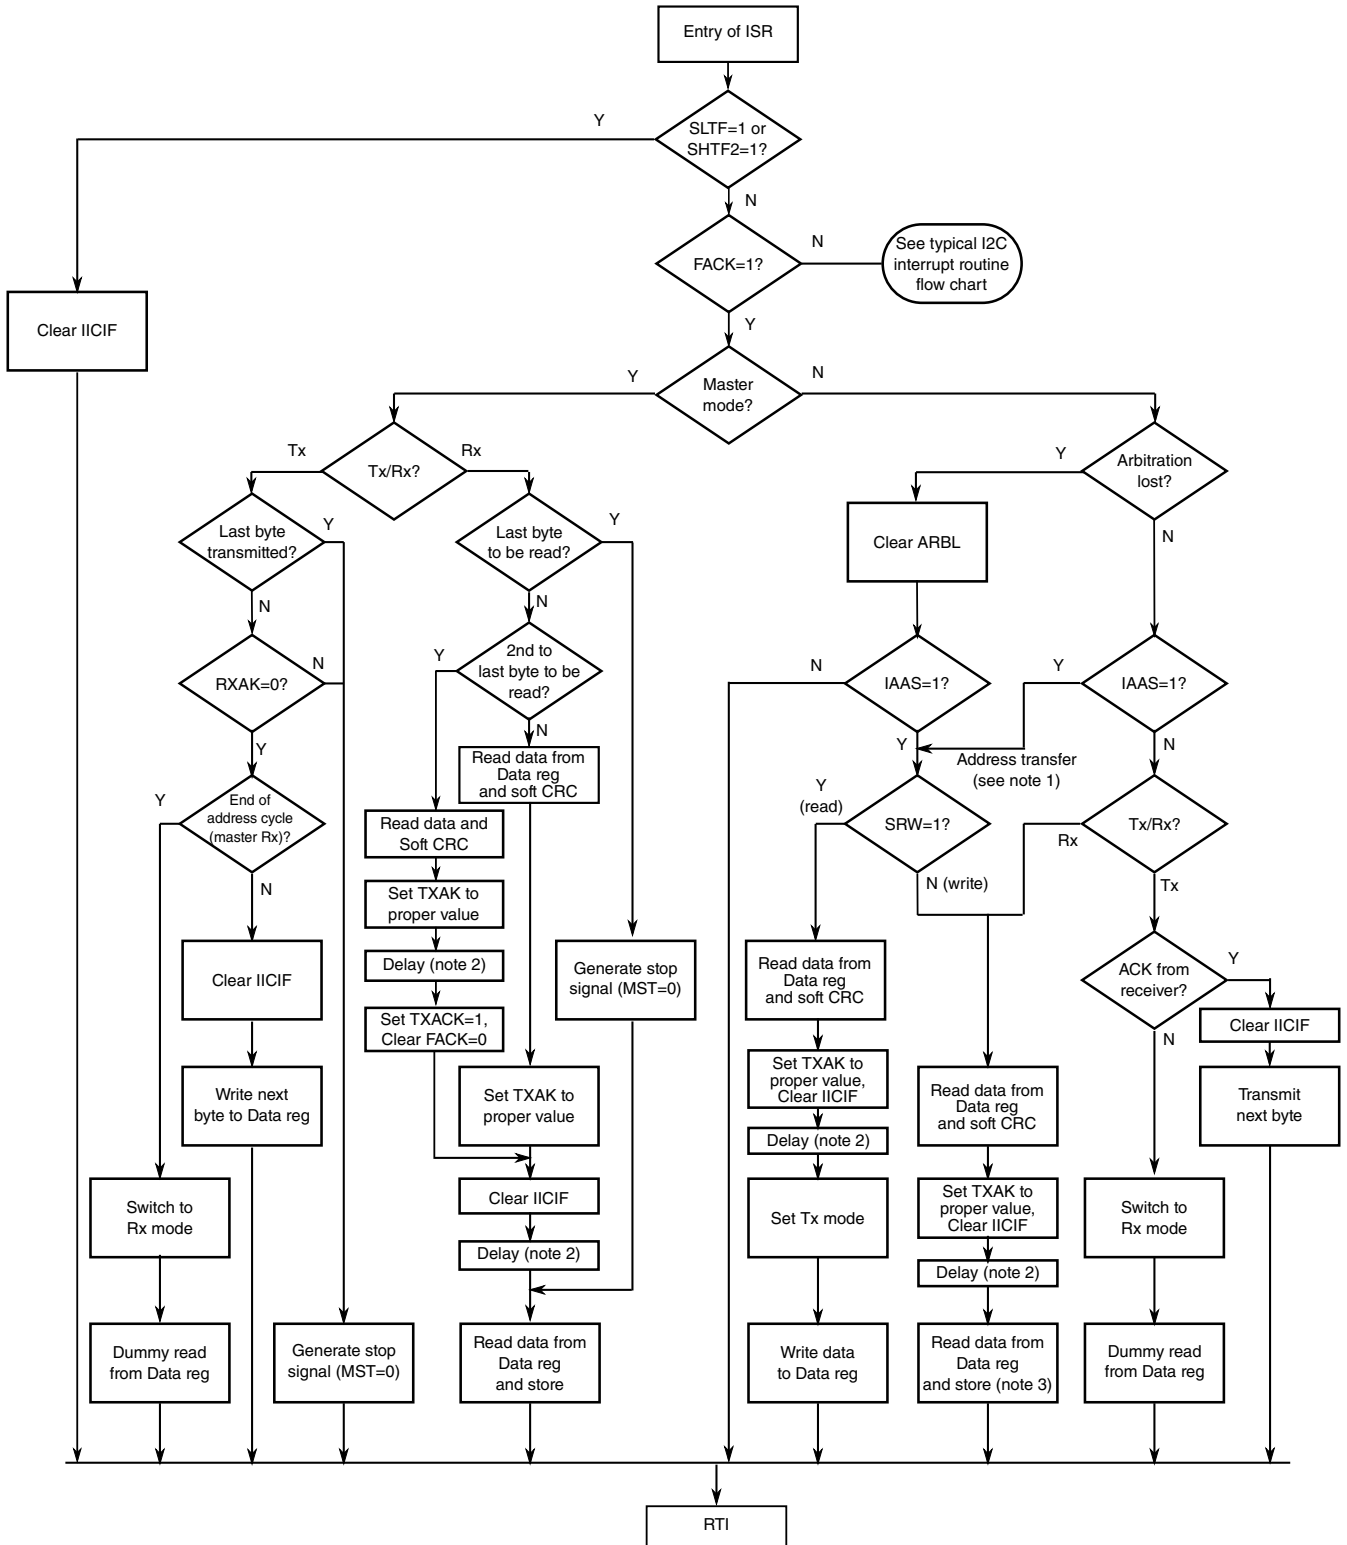 Entry of ISR
Y
SLTF=1 or
SHTF2=1?
N
N
See typical I2C
interrupt routine
flow chart
FACK=1?
Clear IICIF
Y
Y
Master
mode?
N
Tx
Tx/Rx?
Rx
Y
Arbitration
lost?
Last byte
transmitted?
Y
Last byte
to be read?
Y
Clear ARBL
N
N
N
RXAK=0?
N
Y
2nd to
last byte to be
read?
N
IAAS=1?
Y
IAAS=1?
Y
N
Y
Address transfer
(see note 1)
N
Read data from
Data reg
and soft CRC
Y
End of
address cycle
(master Rx)?
Read data and
Soft CRC
Y
(read)
SRW=1?
Rx
Tx/Rx?
N
Set TXAK to
proper value
N (write)
Tx
Clear IICIF
Delay (note 2)
Generate stop
signal (MST=0)
Read data from
Data reg
and soft CRC
ACK from
receiver?
Y
Set TXACK=1,
Clear FACK=0
Clear IICIF
N
Write next
byte to Data reg
Set TXAK to
proper value
Set TXAK to
proper value,
Clear IICIF
Read data from
Data reg
and soft CRC
Transmit
next byte
Delay (note 2)
Switch to
Rx mode
Clear IICIF
Set Tx mode
Set TXAK to
proper value,
Clear IICIF
Switch to
Rx mode
Delay (note 2)
Delay (note 2)
Dummy read
from Data reg
Generate stop
signal (MST=0)
Read data from
Data reg
and store
Write data
to Data reg
Read data from
Data reg
and store (note 3)
Dummy read
from Data reg
RTI